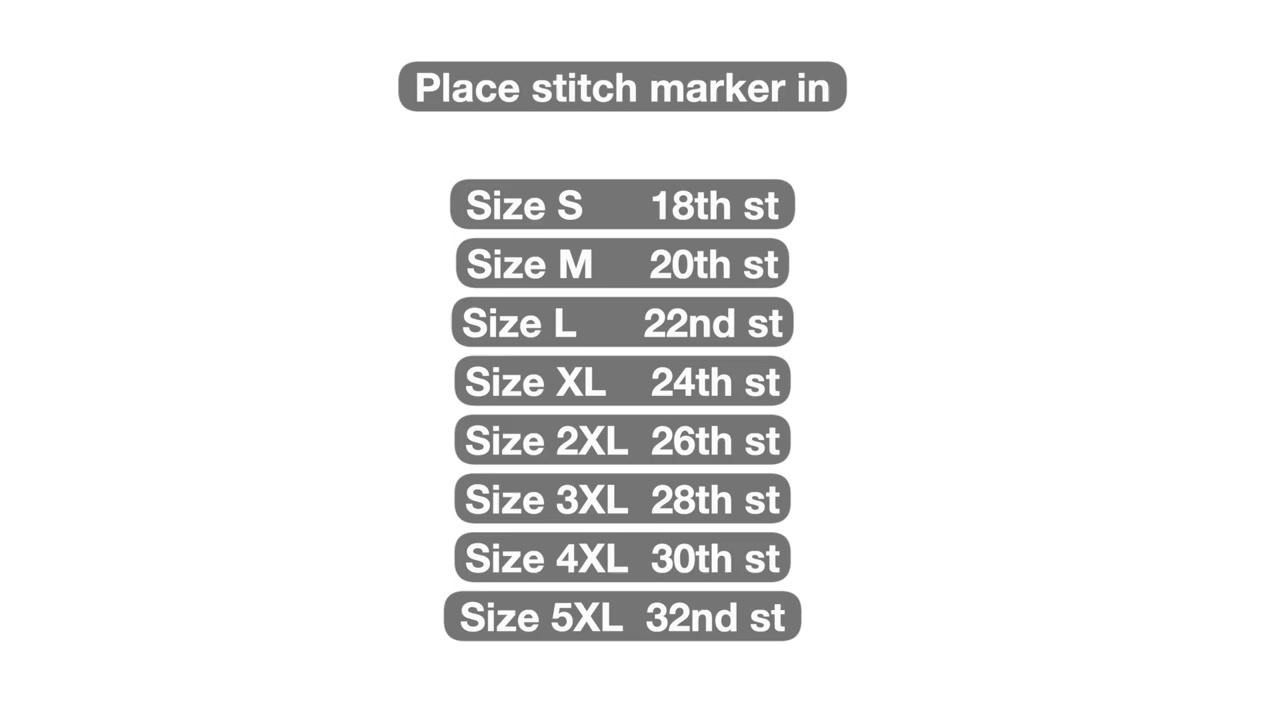 Place stitch marker in
Size S 18th st
Size M 20th st
Size L 22nd st
Size XL 24th st
Size 2XL 26th st
Size 3XL 28th st
Size 4XL 30th st
Size 5XL 32nd st